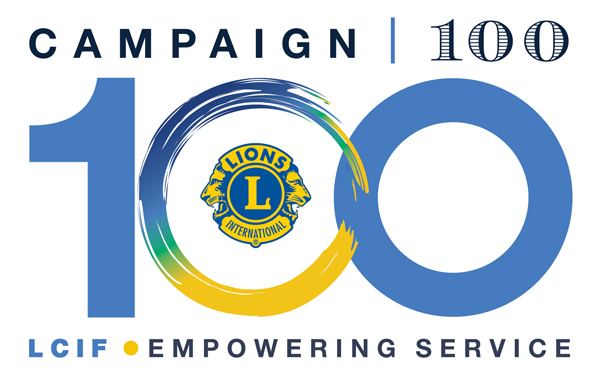 CAMPAIGN | 100
100
LIONS
L
INTERNATIONAL
®
LCIF • EMPOWERING SERVICE